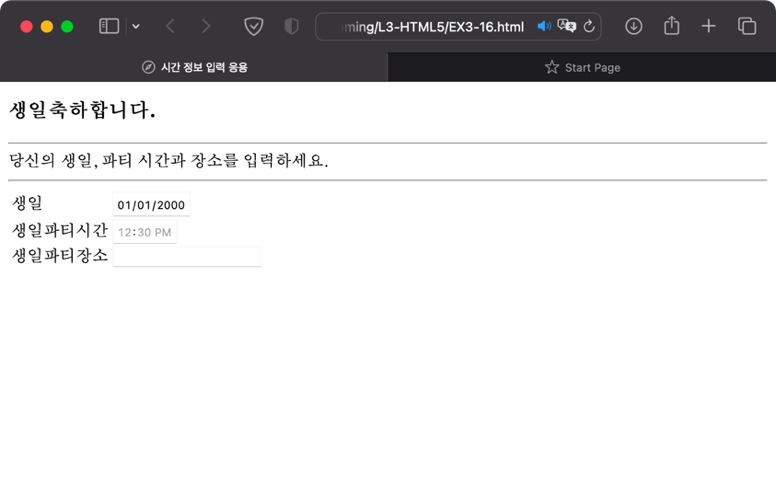 ming/L3-HTML5/EX3-16.html
시간 정보 입력 응용
Start Page
생일축하합니다.
당신의 생일, 파티 시간과 장소를 입력하세요.
생일 01/01/2000
생일파티시간 12:30 PM
생일파티장소